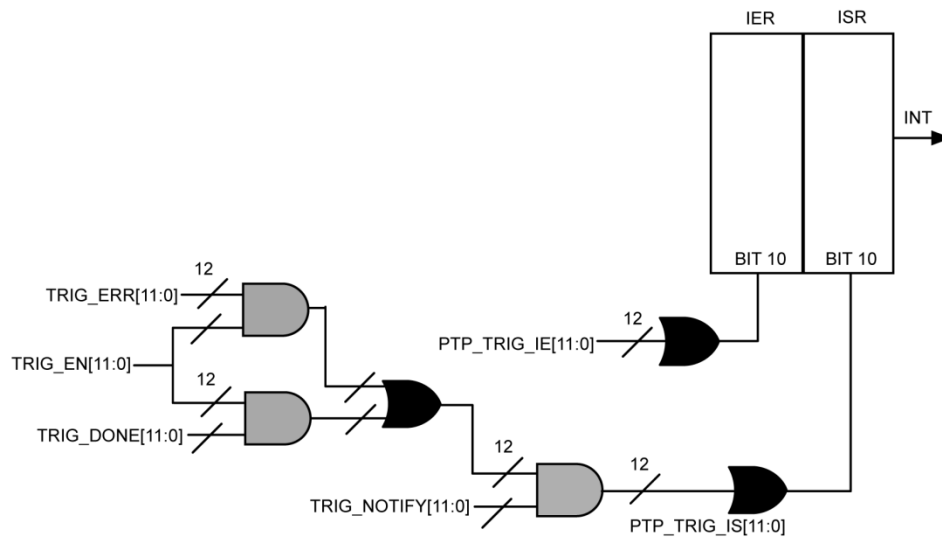 IER ISR
INT
BIT 10 BIT 10
12
TRIG_ERR[11:0]
12
PTP_TRIG_IE[11:0]
TRIG_EN[11:0]
12
TRIG_DONE[11:0]
12
12
TRIG_NOTIFY[11:0]
PTP_TRIG_IS[11:0]